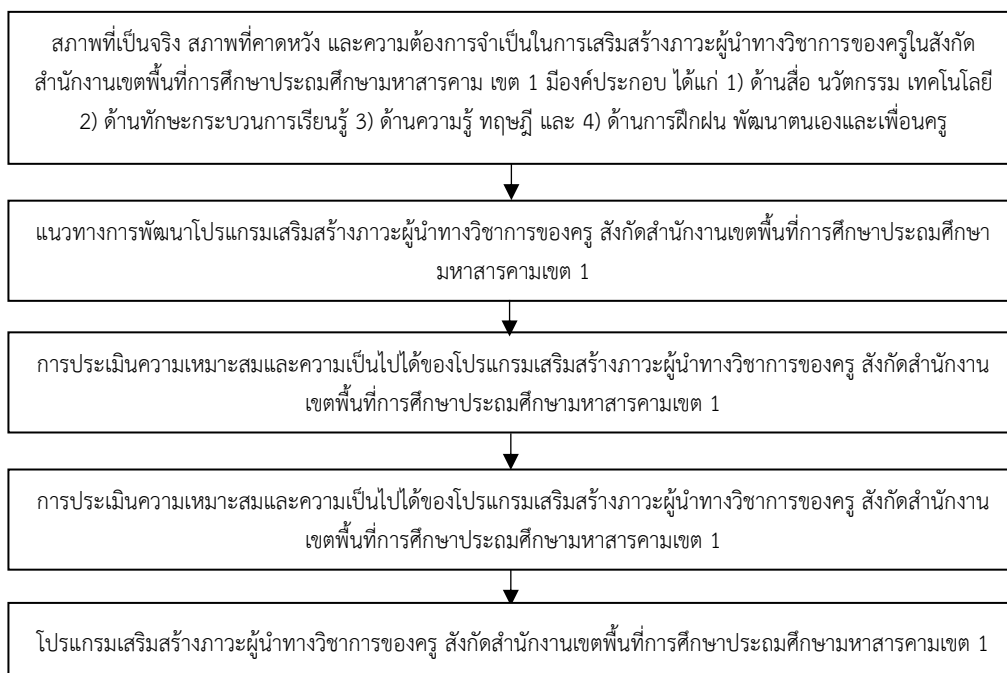 สภาพที่เป็นจริง สภาพที่คาดหวัง และความต้องการจำเป็นในการเสริมสร้างภาวะผู้นำทางวิชาการของครูในสังกัด
สำนักงานเขตพื้นที่การศึกษาประถมศึกษามหาสารคาม เขต 1 มีองค์ประกอบ ได้แก่ 1) ด้านสื่อ นวัตกรรม เทคโนโลยี
2) ด้านทักษะกระบวนการเรียนรู้ 3) ด้านความรู้ ทฤษฎี และ 4) ด้านการฝึกฝน พัฒนาตนเองและเพื่อนครู
แนวทางการพัฒนาโปรแกรมเสริมสร้างภาวะผู้นำทางวิชาการของครู สังกัดสำนักงานเขตพื้นที่การศึกษาประถมศึกษา
มหาสารคามเขต 1
การประเมินความเหมาะสมและความเป็นไปได้ของโปรแกรมเสริมสร้างภาวะผู้นำทางวิชาการของครู สังกัดสำนักงาน
เขตพื้นที่การศึกษาประถมศึกษามหาสารคามเขต 1
การประเมินความเหมาะสมและความเป็นไปได้ของโปรแกรมเสริมสร้างภาวะผู้นำทางวิชาการของครู สังกัดสำนักงาน
เขตพื้นที่การศึกษาประถมศึกษามหาสารคามเขต 1
โปรแกรมเสริมสร้างภาวะผู้นำทางวิชาการของครู สังกัดสำนักงานเขตพื้นที่การศึกษาประถมศึกษามหาสารคามเขต 1